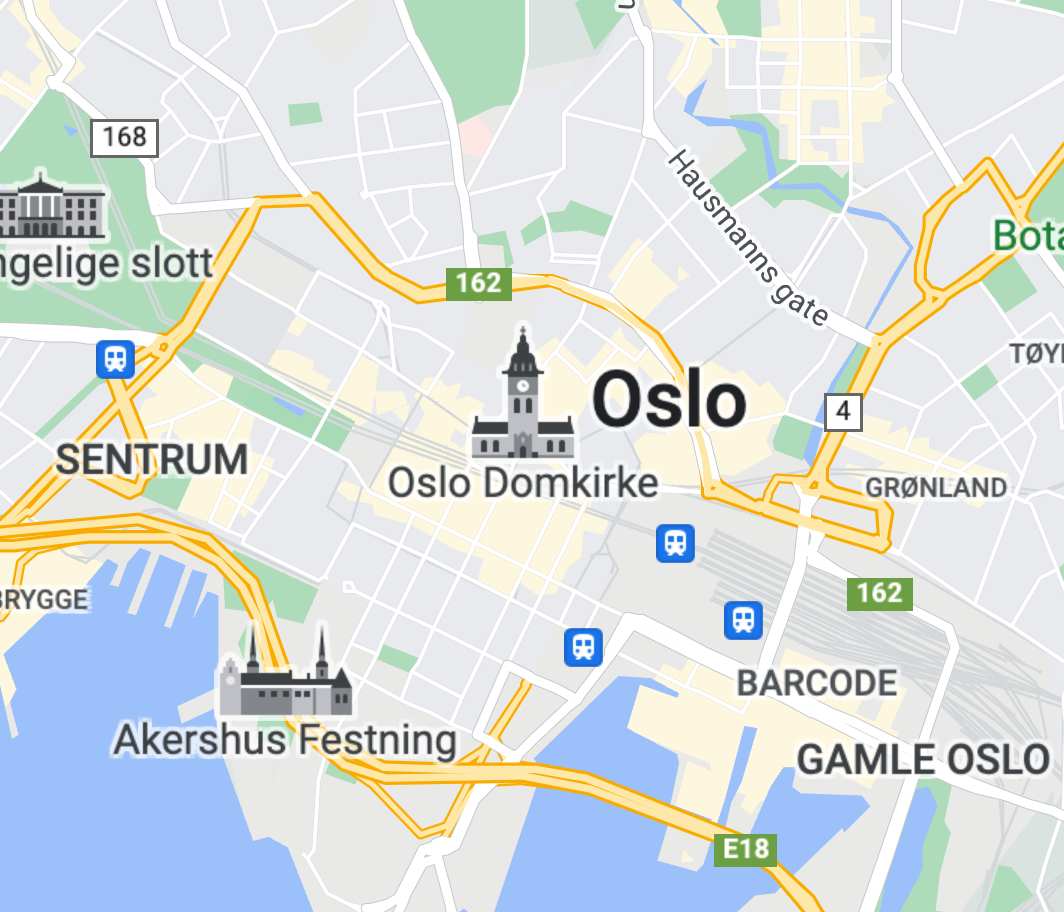 168
Hausmanns gate
Bota
ngelige slott
162
TØYE
Oslo
4
SENTRUM
Oslo Domkirke
GRØNLAND
162
BRYGGE
BARCODE
Akershus Festning
GAMLE OSLO
E18